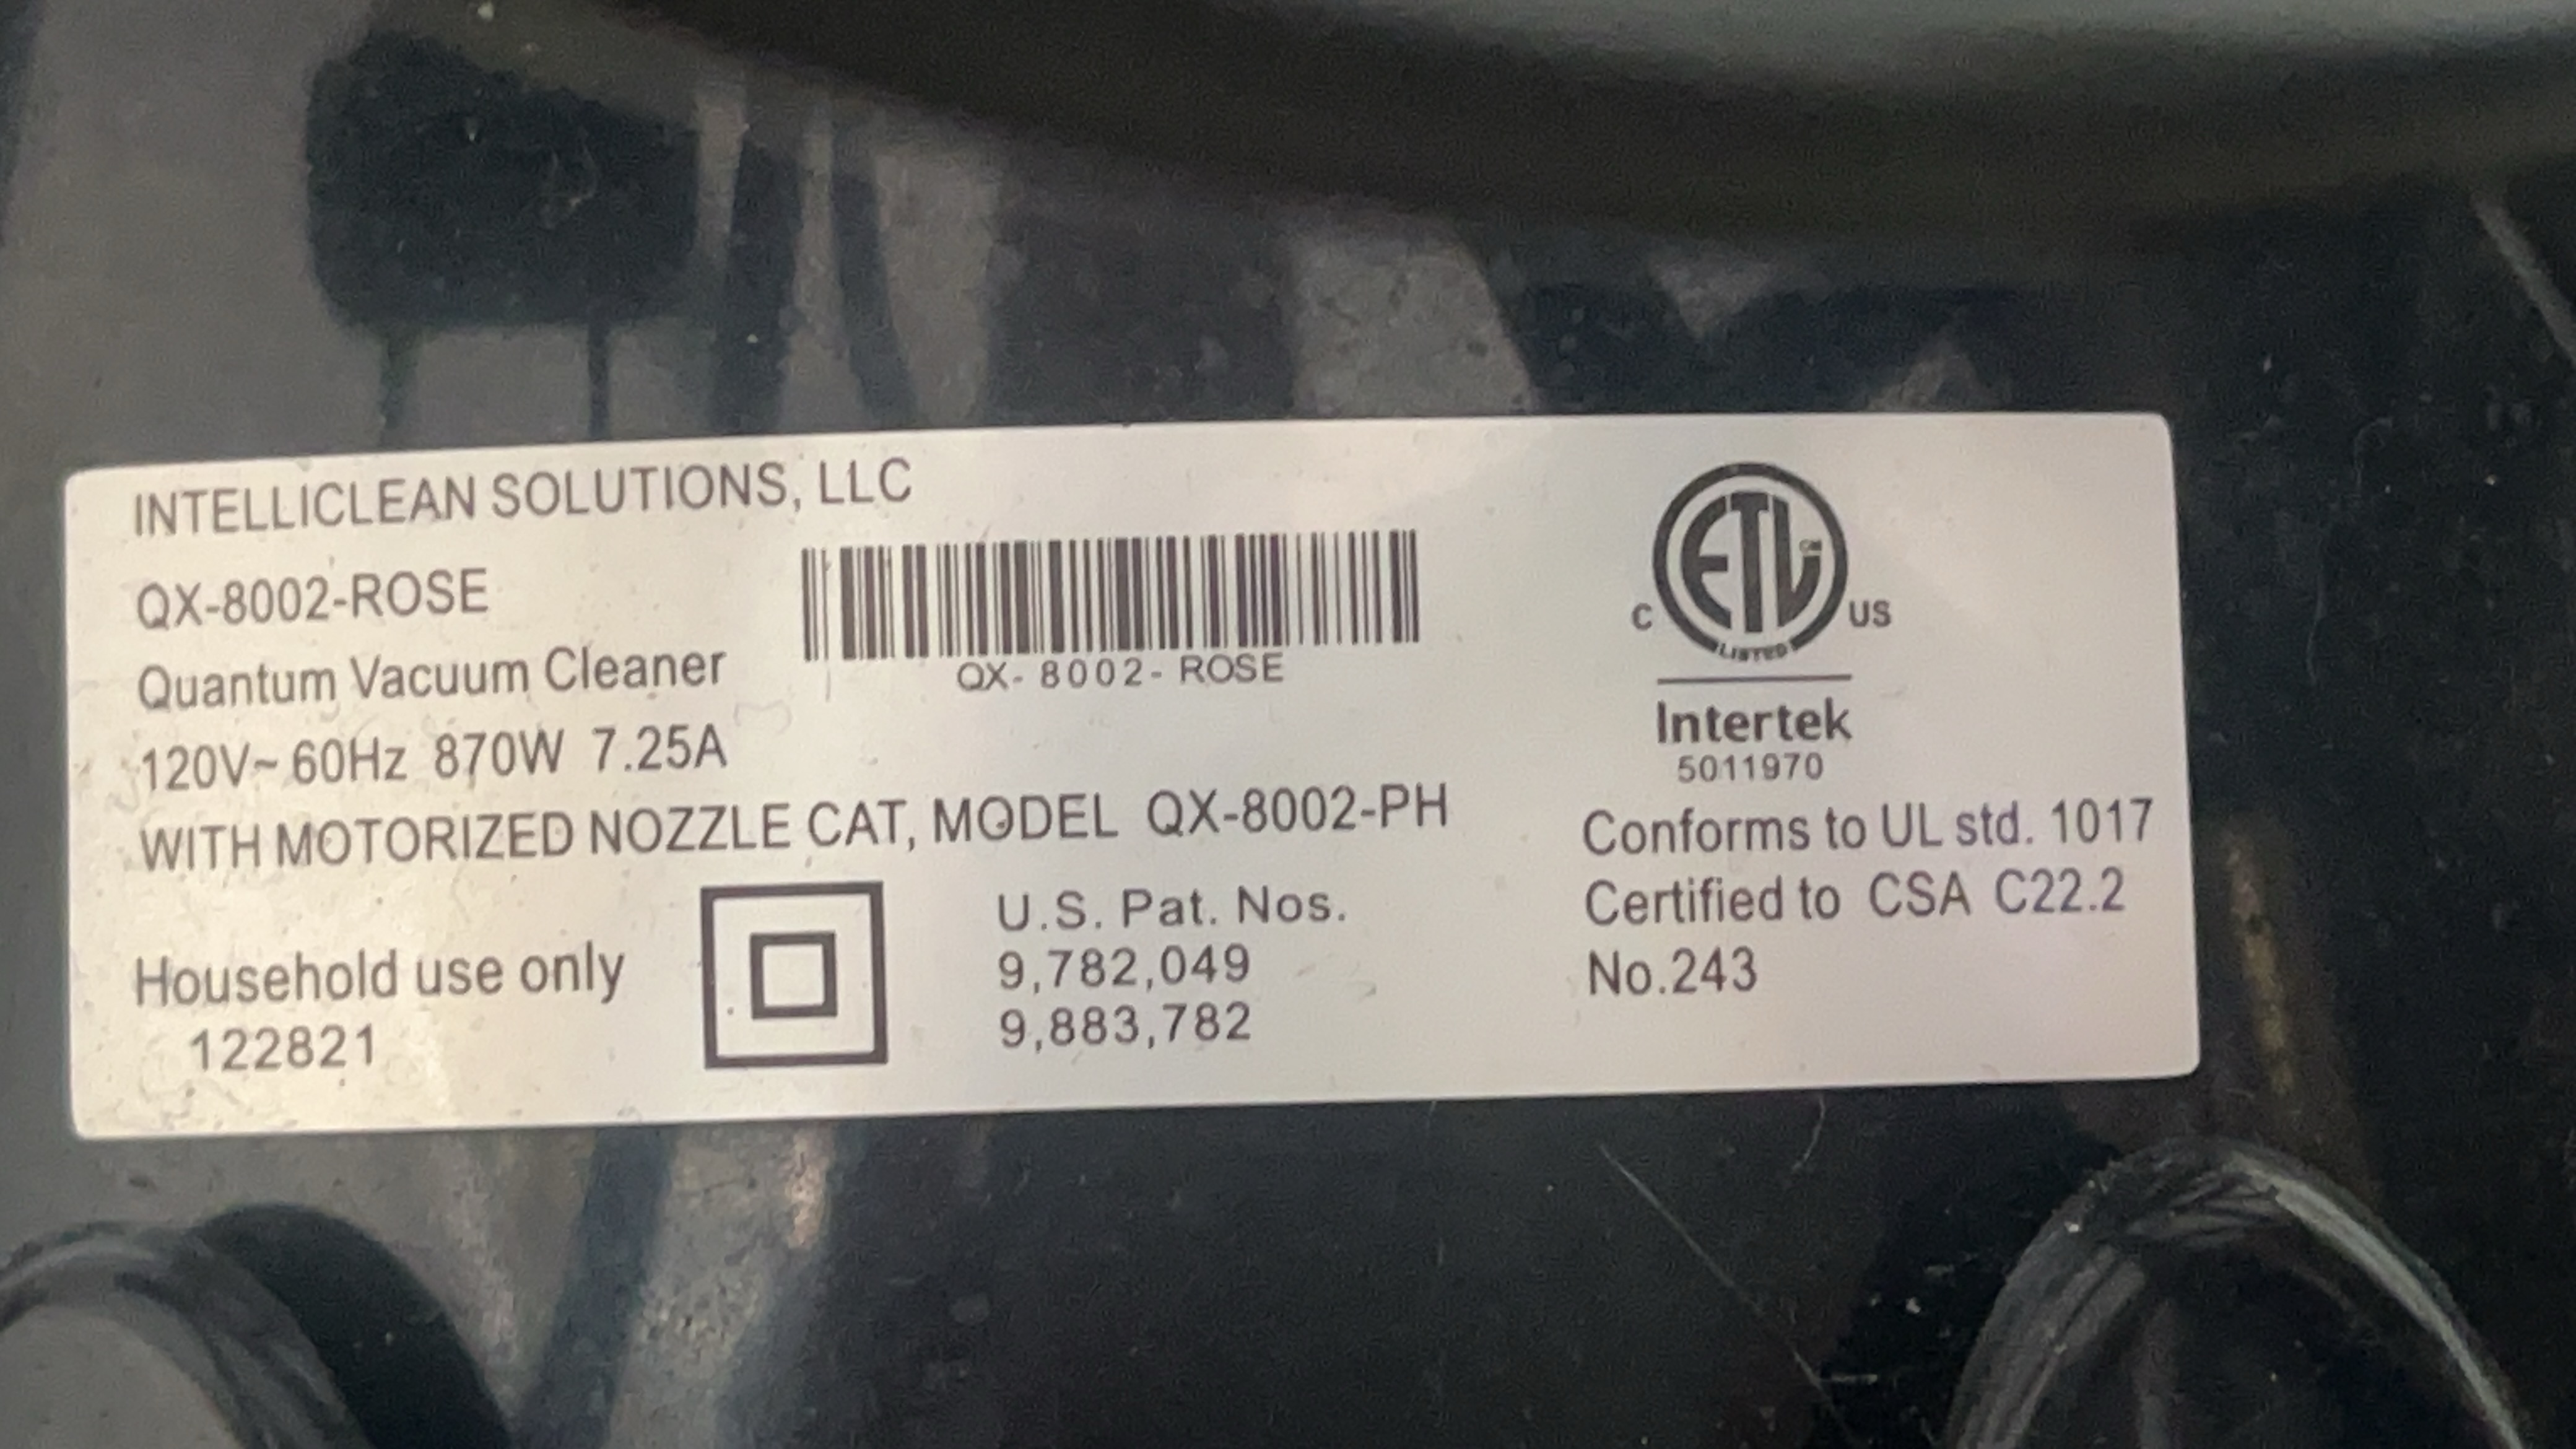 INTELLICLEAN SOLUTIONS, LLC
QX-8002-ROSE
Quantum Vacuum Cleaner
120V~ 60Hz 870W 7.25A
WITH MOTORIZED NOZZLE CAT, MODEL QX-8002-PH
Household use only
122821
QX- 8002- ROSE
U.S. Pat. Nos.
9,782,049
9,883,782
ETL
CM
C US
LISTED
Intertek
5011970
Conforms to UL std. 1017
Certified to CSA C22.2
No.243